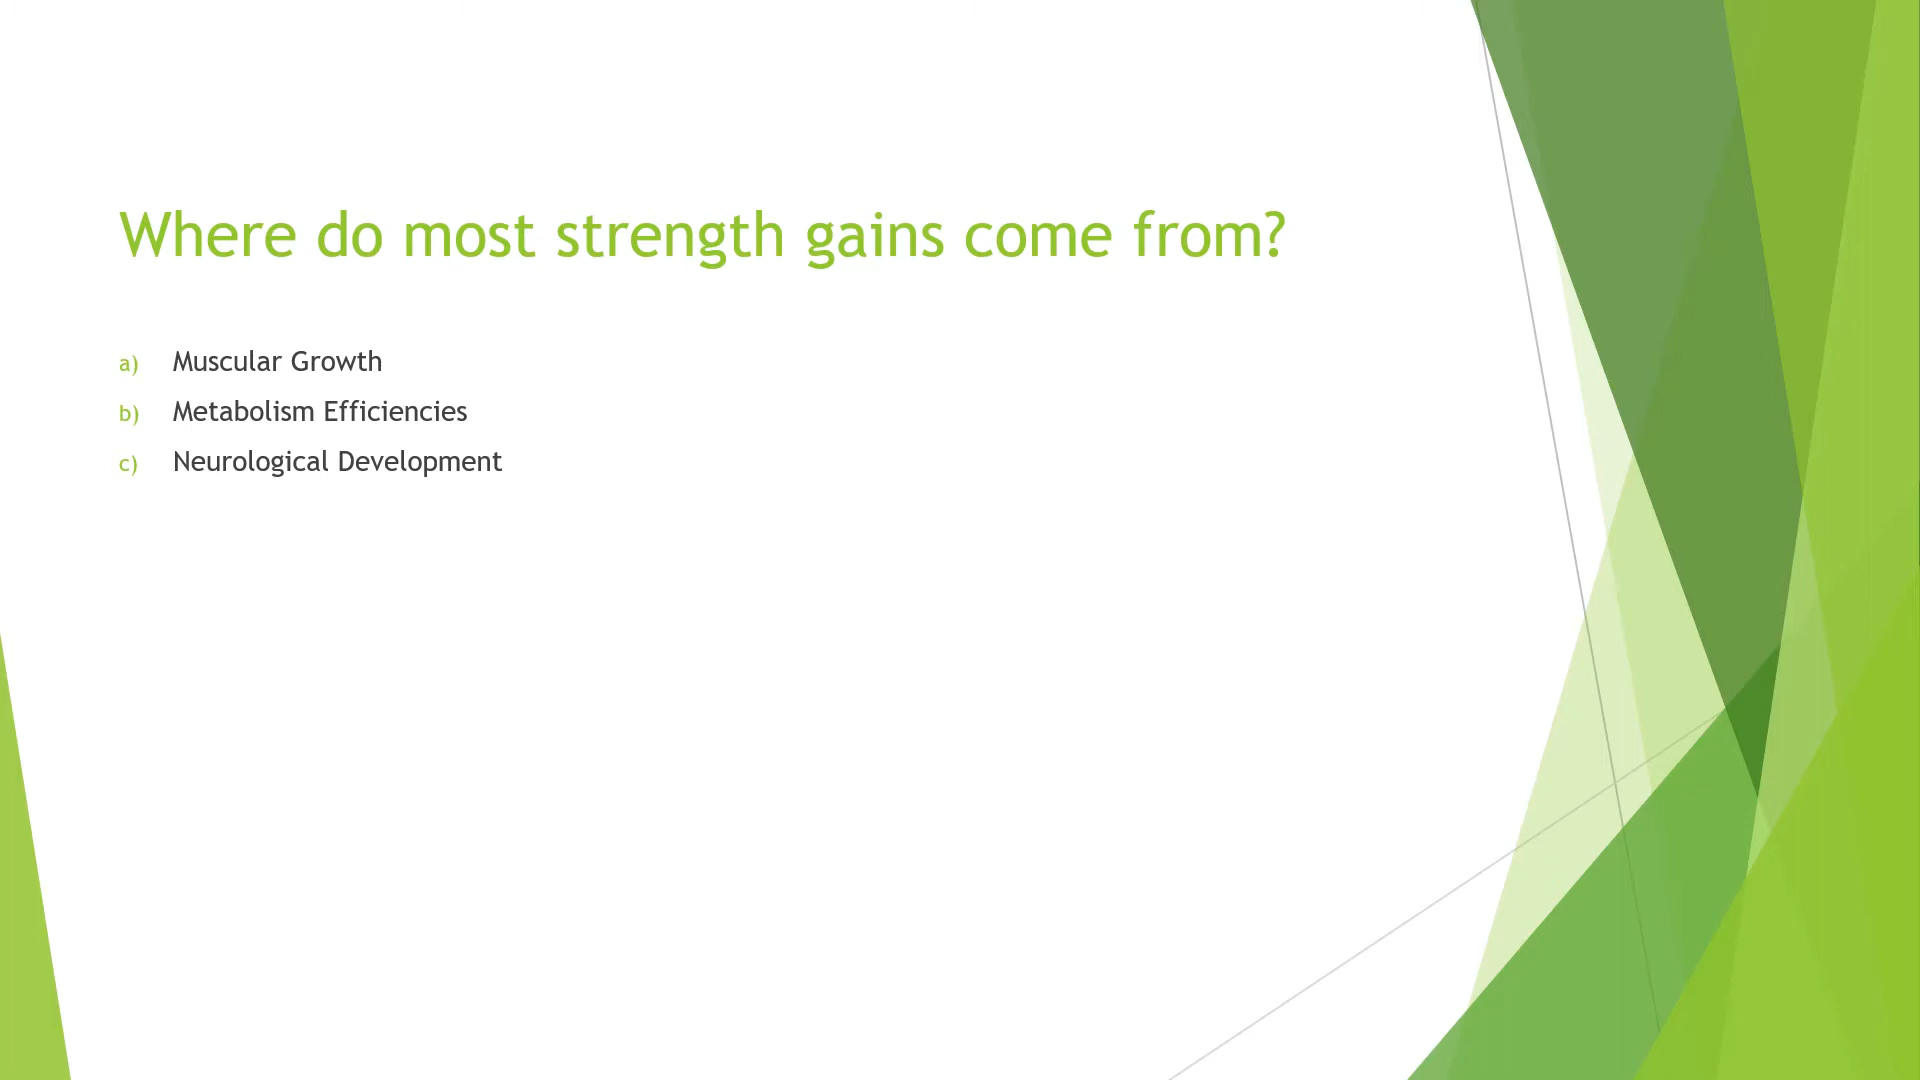 Where do most strength gains come from?
a) Muscular Growth
b) Metabolism Efficiencies
c) Neurological Development